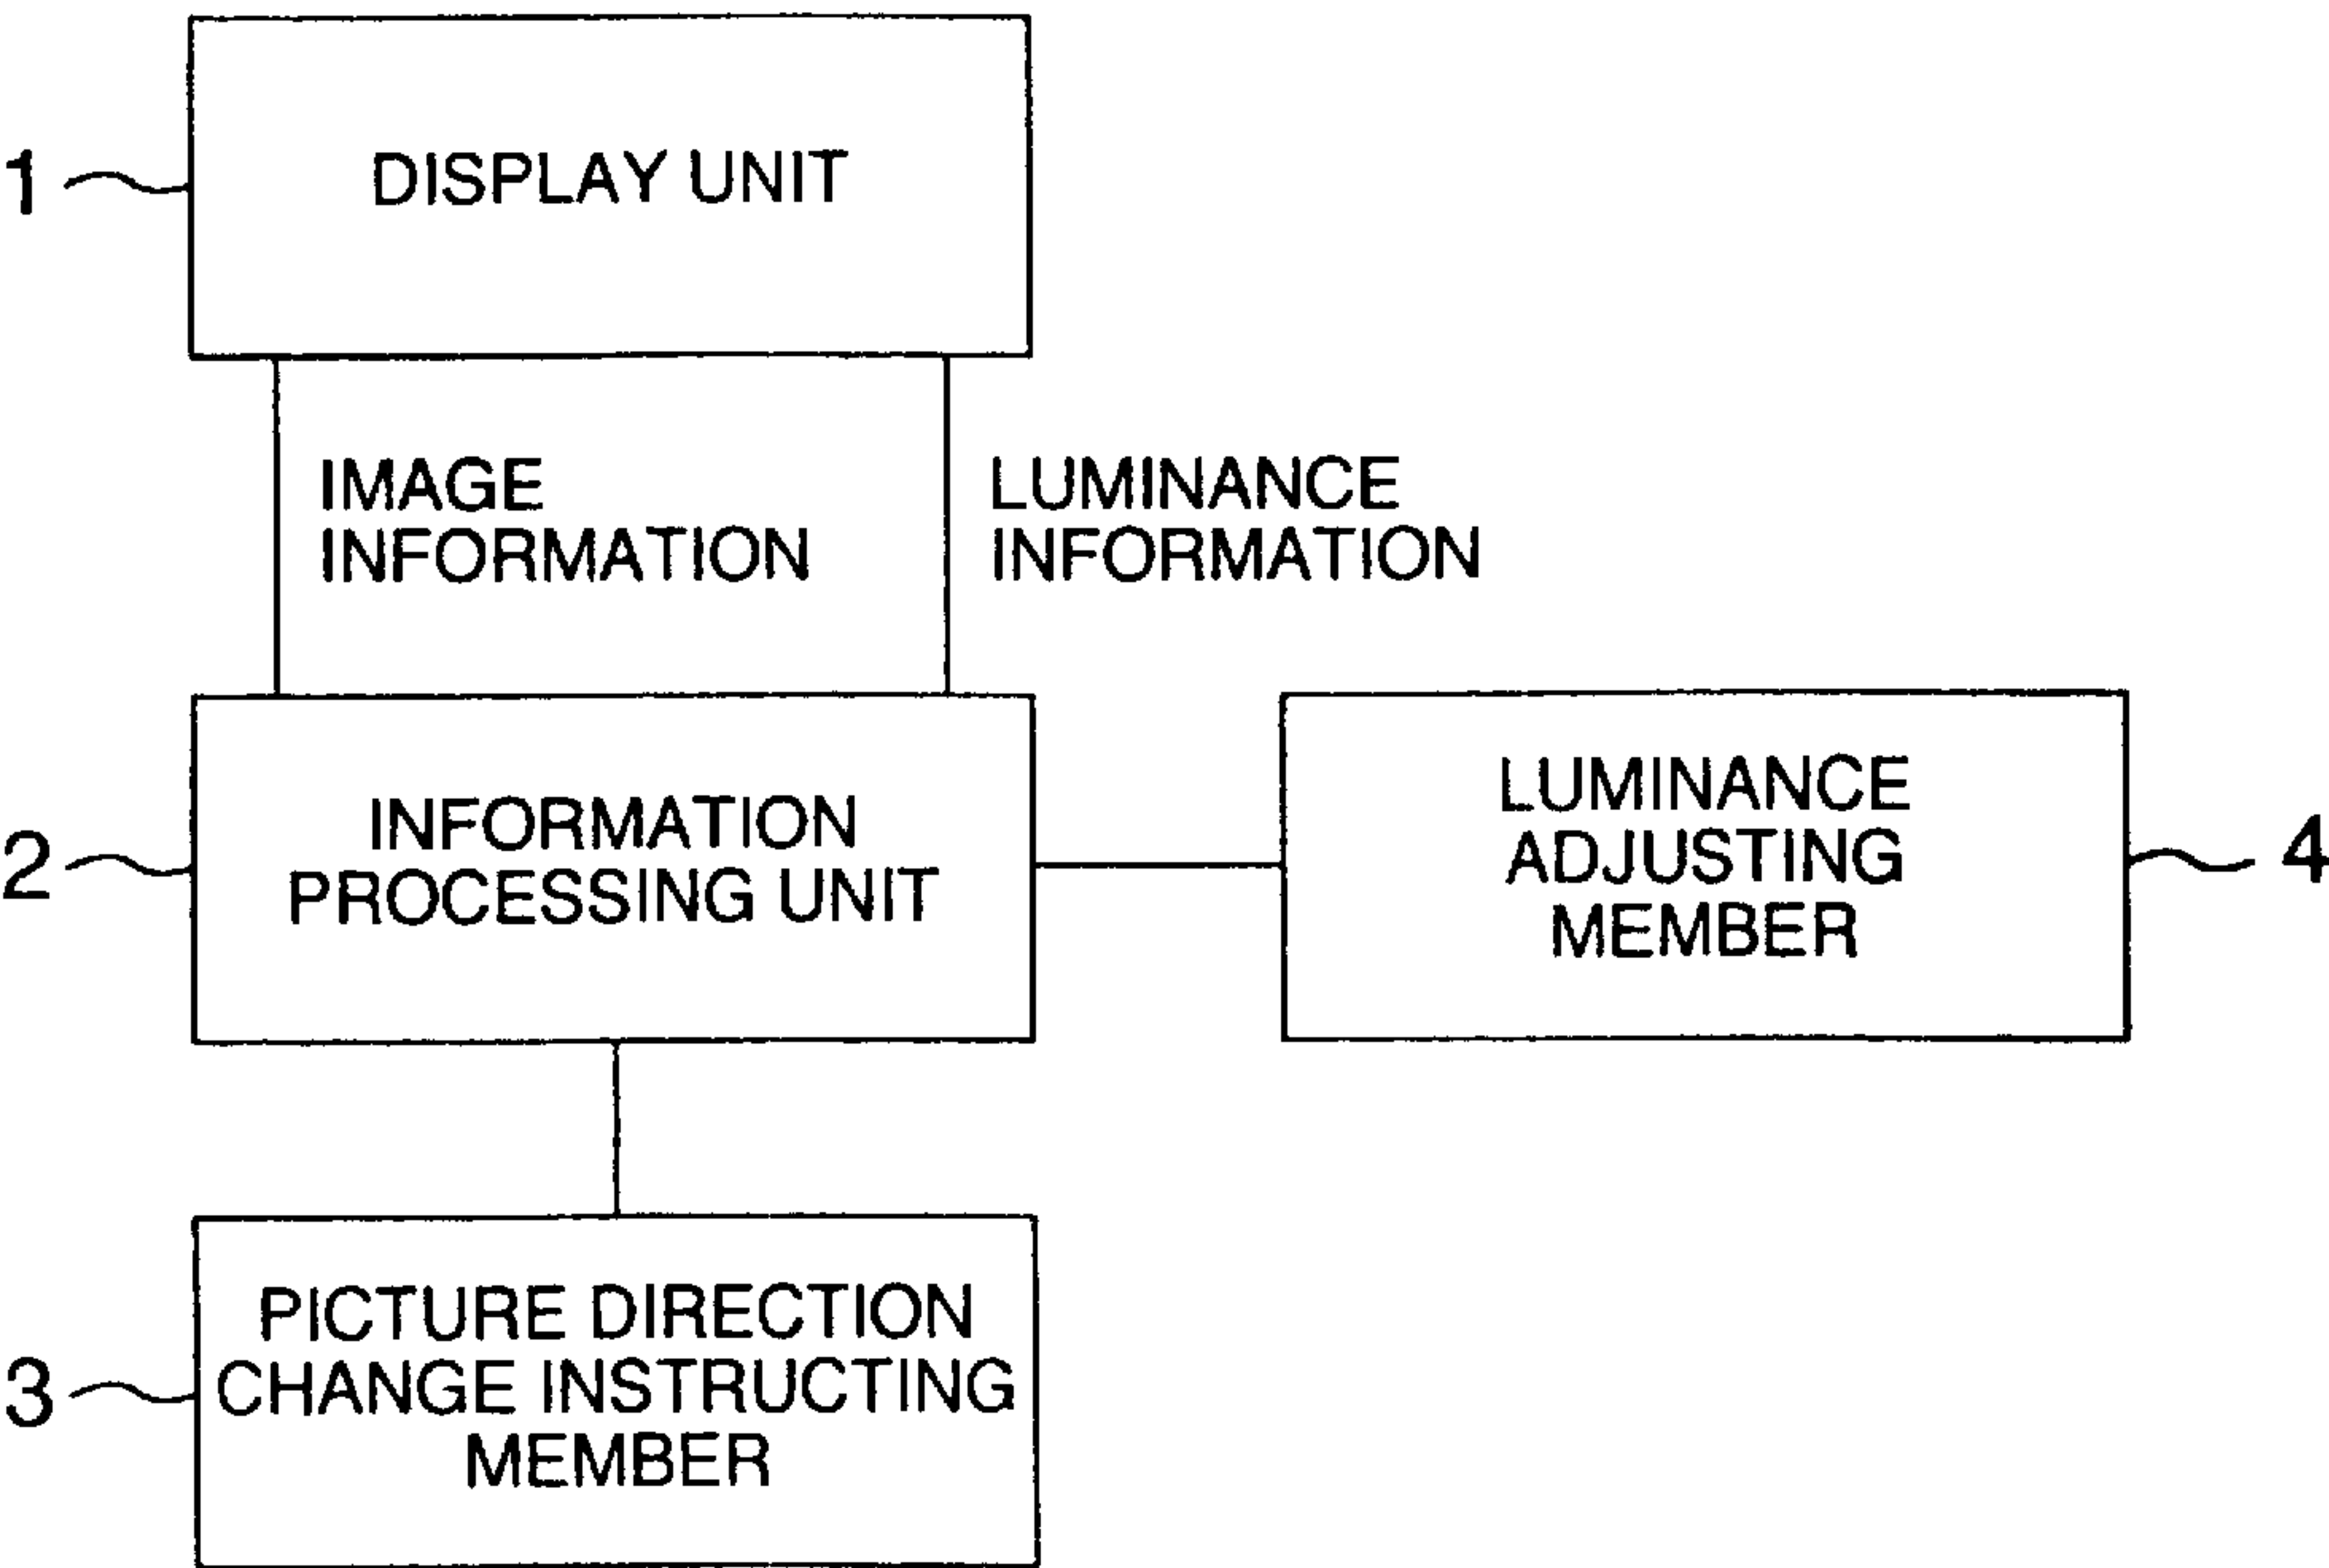 1
DISPLAY UNIT
IMAGE
INFORMATION
LUMINANCE
INFORMATION
2
INFORMATION
PROCESSING UNIT
LUMINANCE
ADJUSTING
MEMBER
4
3
PICTURE DIRECTION
CHANGE INSTRUCTING
MEMBER